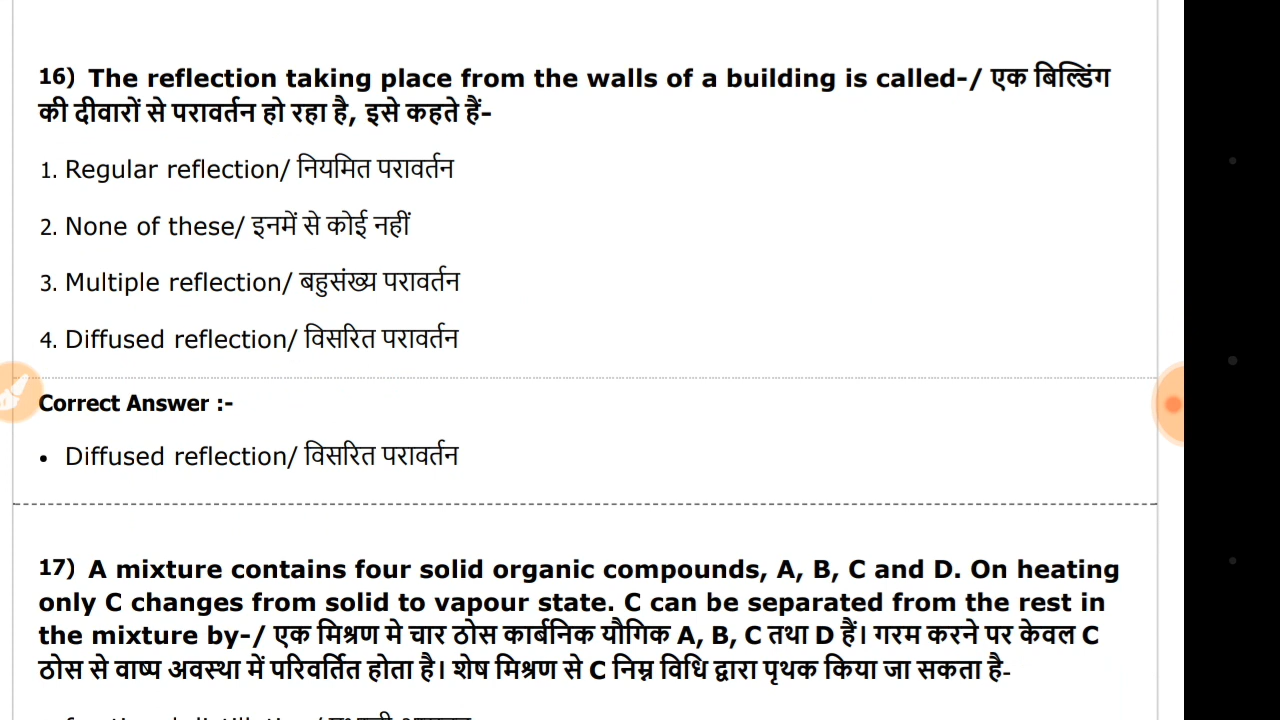 16) The reflection taking place from the walls of a building is called-/ एक बिल्डिंग
की दीवारों से परावर्तन हो रहा है, इसे कहते हैं-
1. Regular reflection/ नियमित परावर्तन
2. None of these/ इनमें से कोई नहीं
3. Multiple reflection/ बहुसंख्य परावर्तन
4. Diffused reflection/ विसरित परावर्तन
Correct Answer :-
• Diffused reflection/ विसरित परावर्तन
17) A mixture contains four solid organic compounds, A, B, C and D. On heating
only C changes from solid to vapour state. C can be separated from the rest in
the mixture by-/ एक मिश्रण मे चार ठोस कार्बनिक यौगिक A, B, C तथा D हैं। गरम करने पर केवल C
ठोस से वाष्प अवस्था में परिवर्तित होता है। शेष मिश्रण से C निम्न विधि द्वारा पृथक किया जा सकता है-